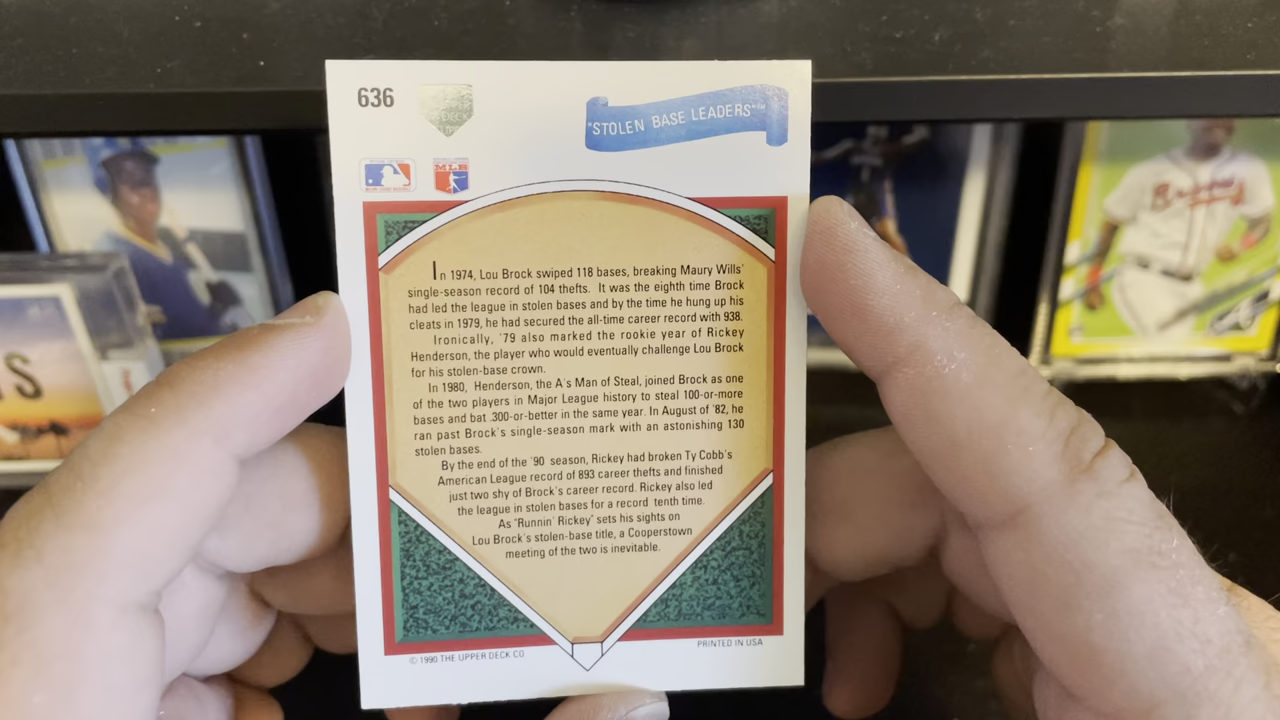 636
UPPER
DECK
"STOLEN BASE LEADERS"™
MLB
In 1974, Lou Brock swiped 118 bases, breaking Maury Wills'
single-season record of 104 thefts. It was the eighth time Brock
had led the league in stolen bases and by the time he hung up his
cleats in 1979, he had secured the all-time career record with 938.
Ironically, '79 also marked the rookie year of Rickey
Henderson, the player who would eventually challenge Lou Brock
for his stolen-base crown.
In 1980, Henderson, the A's Man of Steal, joined Brock as one
of the two players in Major League history to steal 100-or-more
bases and bat .300-or-better in the same year. In August of '82, he
ran past Brock's single-season mark with an astonishing 130
stolen bases.
By the end of the '90 season, Rickey had broken Ty Cobb's
American League record of 893 career thefts and finished
just two shy of Brock's career record. Rickey also led
the league in stolen bases for a record tenth time.
As "Runnin' Rickey" sets his sights on
Lou Brock's stolen-base title, a Cooperstown
meeting of the two is inevitable.
© 1990 THE UPPER DECK CO
PRINTED IN USA
Braves